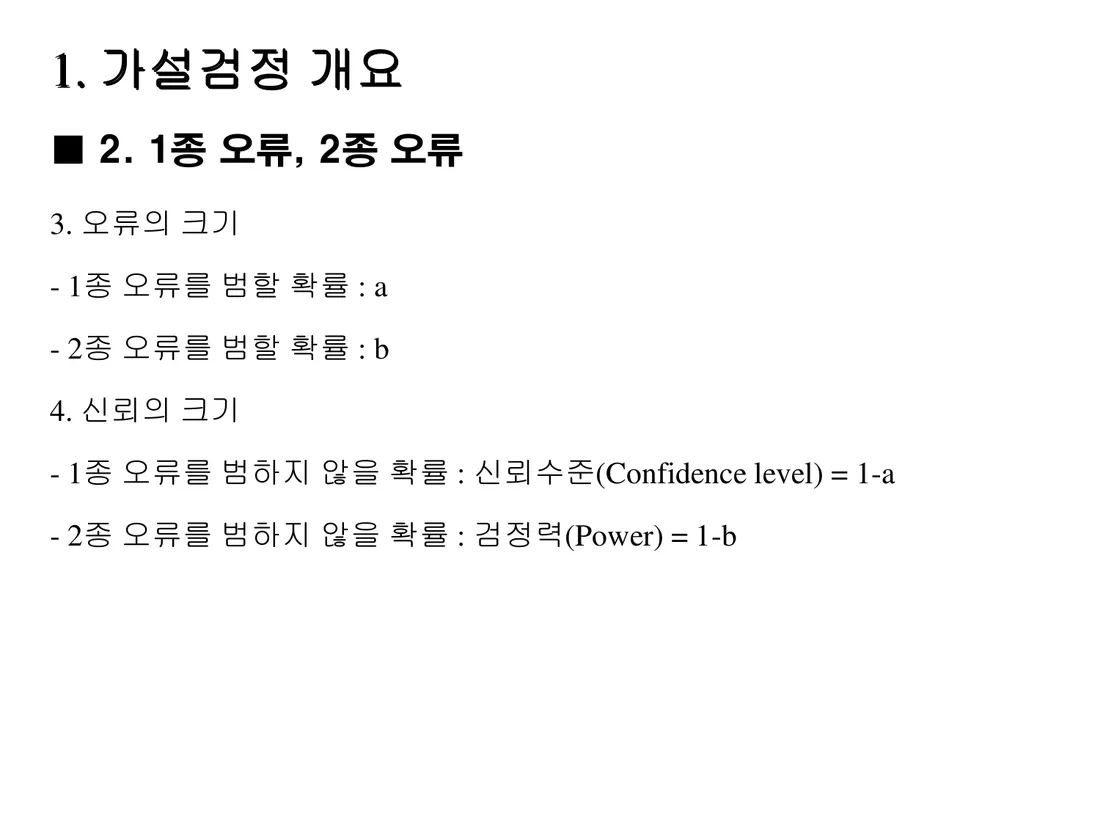 1. 가설검정 개요
■ 2. 1종 오류, 2종 오류
3. 오류의 크기
- 1종 오류를 범할 확률 : a
- 2종 오류를 범할 확률 : b
4. 신뢰의 크기
- 1종 오류를 범하지 않을 확률 : 신뢰수준(Confidence level) = 1-a
- 2종 오류를 범하지 않을 확률 : 검정력(Power) = 1-b